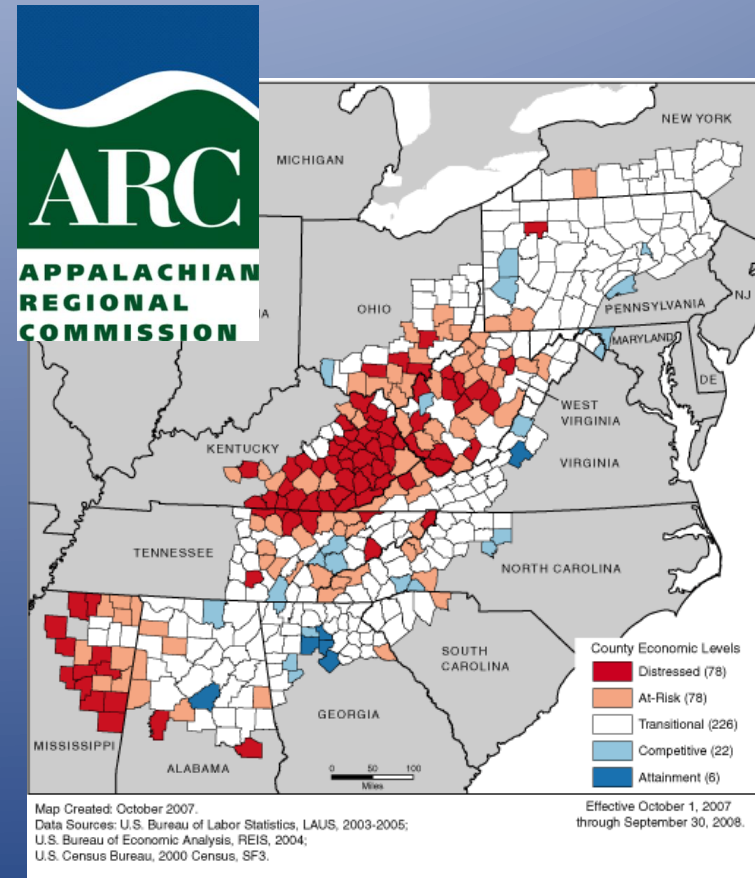 ARC
APPALACHIAN
REGIONAL
COMMISSION
NEW YORK
MICHIGAN
OHIO
PENNSYLVANIA
NJ
MARYLAND
DE
WEST
VIRGINIA
KENTUCKY
VIRGINIA
TENNESSEE
NORTH CAROLINA
SOUTH
CAROLINA
GEORGIA
MISSISSIPPI
ALABAMA
0 50 100
Miles
County Economic Levels
Distressed (78)
At-Risk (78)
Transitional (226)
Competitive (22)
Attainment (6)
Map Created: October 2007.
Data Sources: U.S. Bureau of Labor Statistics, LAUS, 2003-2005;
U.S. Bureau of Economic Analysis, REIS, 2004;
U.S. Census Bureau, 2000 Census, SF3.
Effective October 1, 2007
through September 30, 2008.